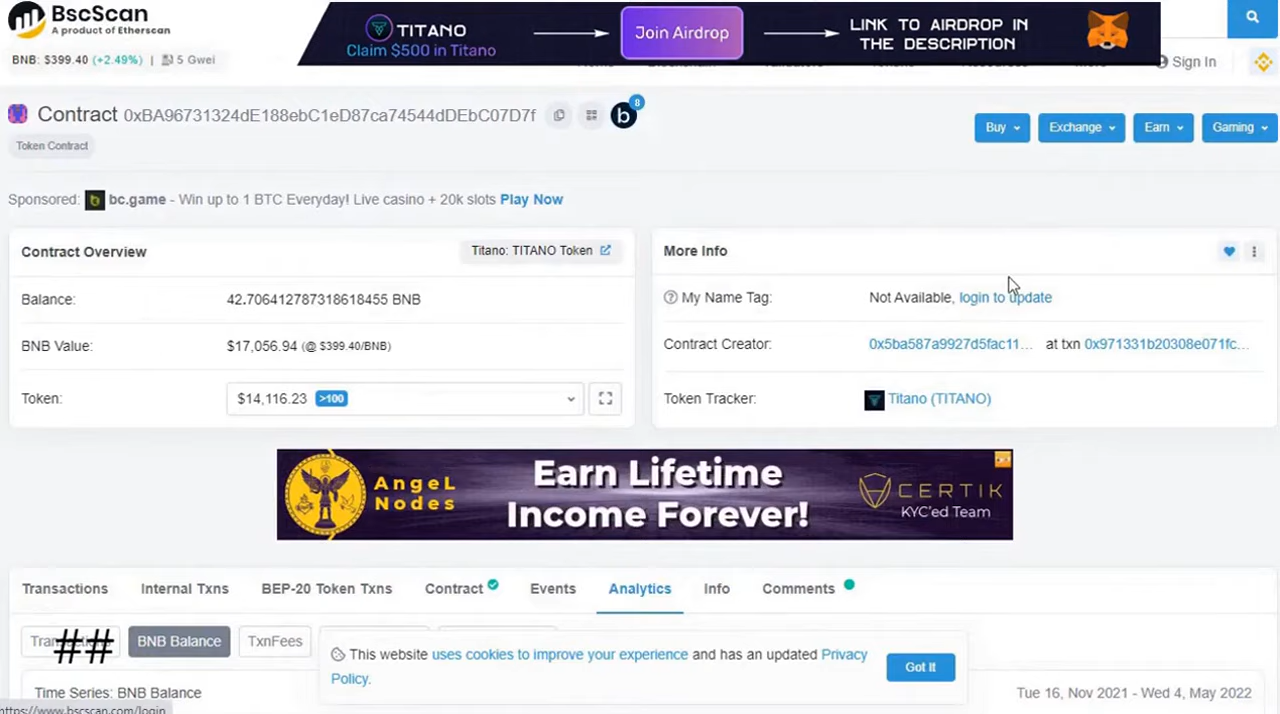 BscScan
A product of Etherscan
TITANO
Claim $500 in Titano
Join Airdrop
LINK TO AIRDROP IN
THE DESCRIPTION
BNB: $399.40 (+2.49%) | 5 Gwei
Sign In
Contract 0xBA96731324dE188ebC1eD87ca74544dDEbC07D7f
b
8
Buy
Exchange
Earn
Gaming
Token Contract
Sponsored: bc.game - Win up to 1 BTC Everyday! Live casino + 20k slots Play Now
Contract Overview
Titano: TITANO Token
More Info
Balance: 42.706412787318618455 BNB
My Name Tag: Not Available, login to update
BNB Value: $17,056.94 (@ $399.40/BNB)
Contract Creator: 0x5ba587a9927d5fac11... at txn 0x971331b20308e071fc...
Token: $14,116.23 >100
Token Tracker: Titano (TITANO)
AngeL
Nodes
Earn Lifetime
Income Forever!
CERTIK
KYC'ed Team
Transactions
Internal Txns
BEP-20 Token Txns
Contract
Events
Analytics
Info
Comments
##
BNB Balance
TxnFees
This website uses cookies to improve your experience and has an updated Privacy
Policy.
Got It
Time Series: BNB Balance
Tue 16, Nov 2021 - Wed 4, May 2022
https://www.bscscan.com/login